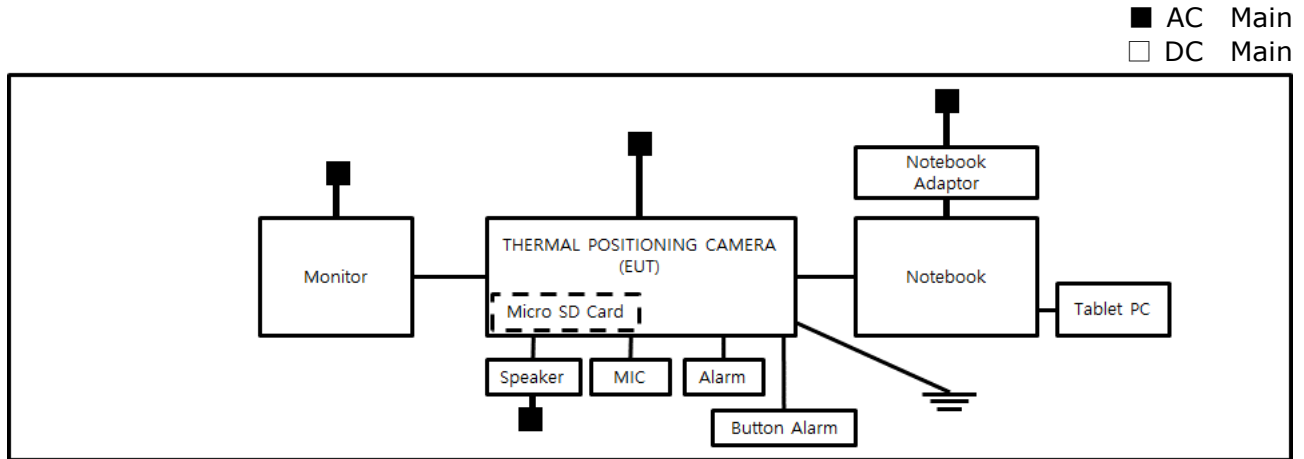 ■ AC Main
□ DC Main
Notebook
Adaptor
THERMAL POSITIONING CAMERA
(EUT)
Monitor
Notebook
Micro SD Card
Tablet PC
Speaker
MIC
Alarm
Button Alarm